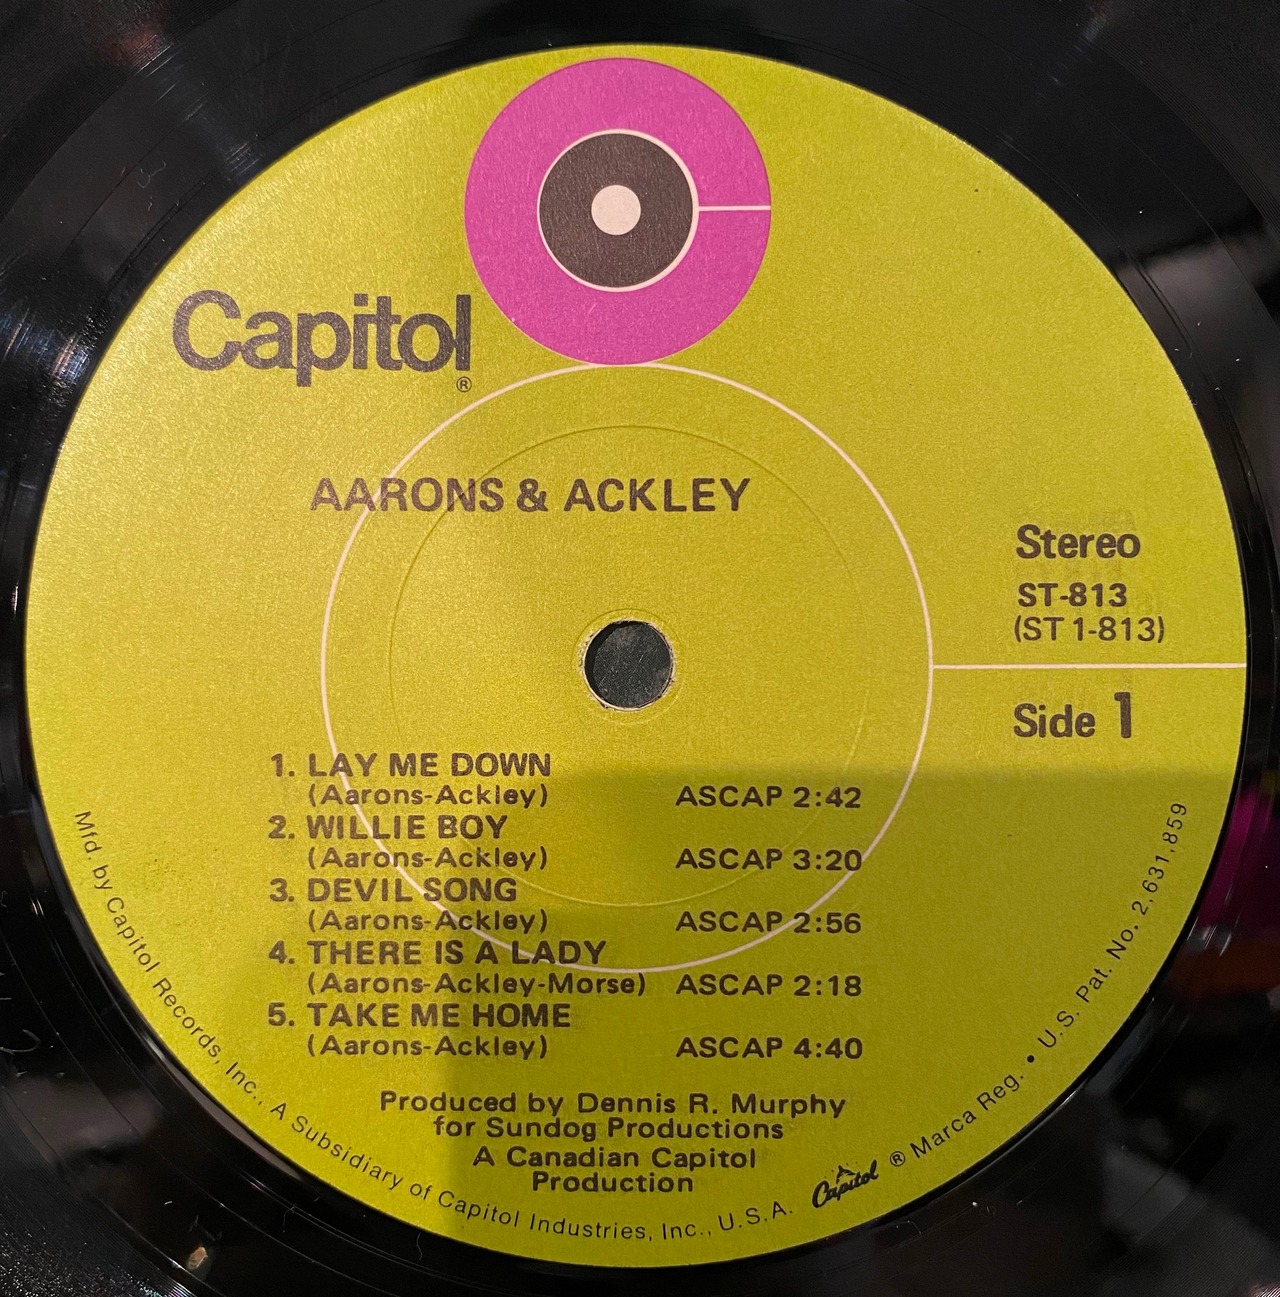 Capitol
®
AARONS & ACKLEY
Stereo
ST-813
(ST 1-813)
Side 1
1. LAY ME DOWN
(Aarons-Ackley) ASCAP 2:42
2. WILLIE BOY
(Aarons-Ackley) ASCAP 3:20
3. DEVIL SONG
(Aarons-Ackley) ASCAP 2:56
4. THERE IS A LADY
(Aarons-Ackley-Morse) ASCAP 2:18
5. TAKE ME HOME
(Aarons-Ackley) ASCAP 4:40
Produced by Dennis R. Murphy
for Sundog Productions
A Canadian Capitol
Production
Mfd. by Capitol Records, Inc., A Subsidiary of Capitol Industries, Inc., U.S.A. Capitol ® Marca Reg. • U.S. Pat. No. 2,631,859